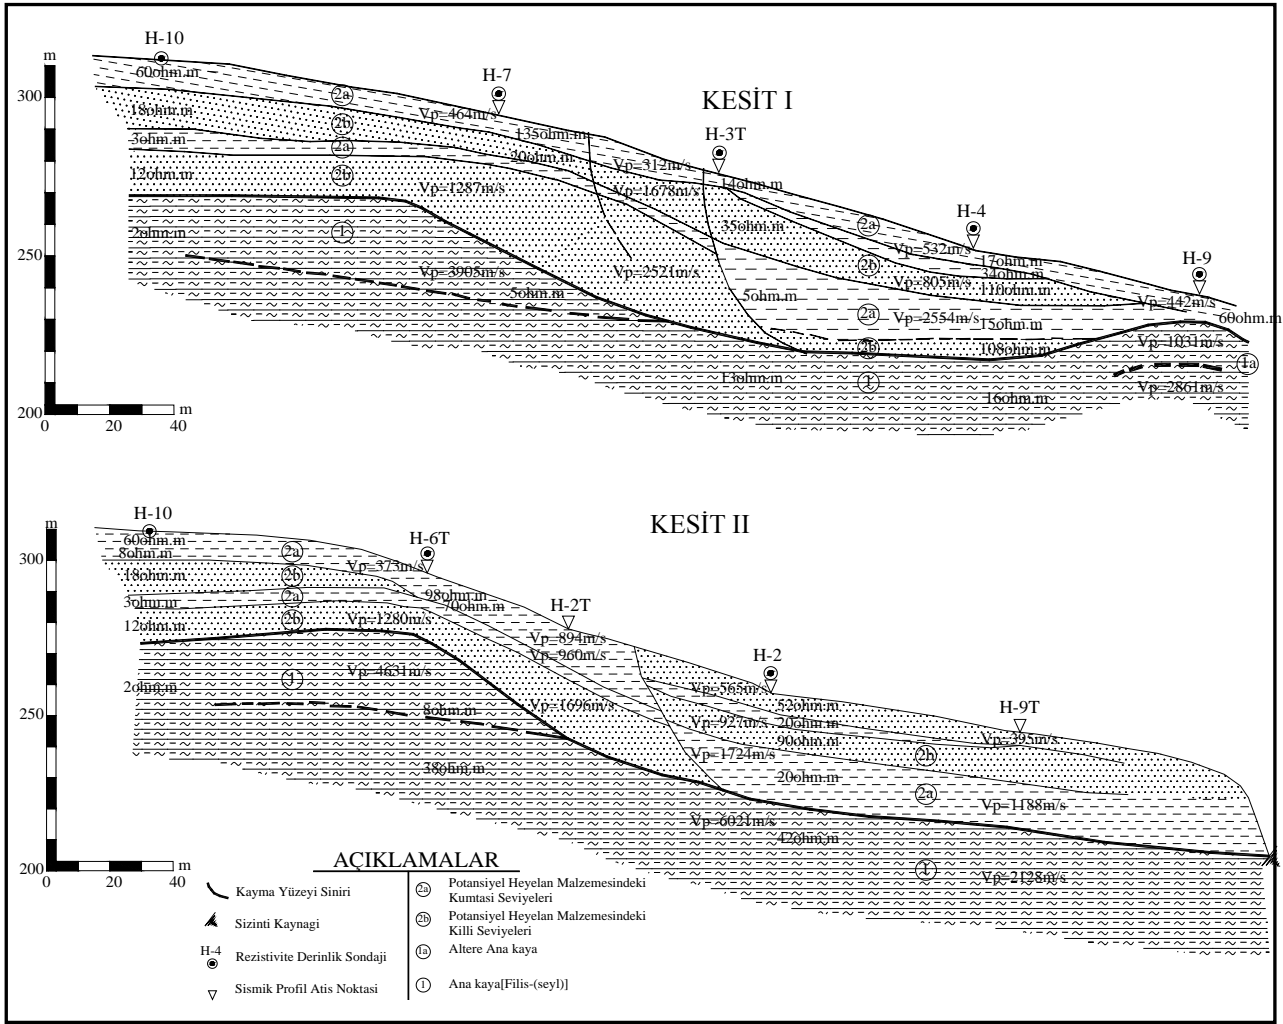 KESİT I
H-10
H-7
H-3T
H-4
H-9
m
300
250
200
0
20
40
m
60ohm.m
18ohm.m
3ohm.m
12ohm.m
2ohm.m
2a
2b
2a
2b
1
Vp=464m/s
135ohm.m
20ohm.m
Vp=1287m/s
Vp=3905m/s
5ohm.m
Vp=312m/s
Vp=1678m/s
Vp=2521m/s
14ohm.m
35ohm.m
5ohm.m
13ohm.m
2a
2b
2a
2b
1
Vp=532m/s
Vp=805m/s
Vp=2554m/s
17ohm.m
34ohm.m
110ohm.m
15ohm.m
108ohm.m
16ohm.m
Vp=442m/s
60ohm.m
Vp=1031m/s
1a
Vp=2861m/s
KESİT II
H-10
H-6T
H-2T
H-2
H-9T
m
300
250
200
0
20
40
m
60ohm.m
8ohm.m
18ohm.m
3ohm.m
12ohm.m
2ohm.m
2a
2b
2a
2b
1
Vp=373m/s
98ohm.m
70ohm.m
Vp=1280m/s
Vp=4631m/s
8ohm.m
38ohm.m
Vp=894m/s
Vp=960m/s
Vp=1696m/s
Vp=565m/s
52ohm.m
Vp=927m/s
20ohm.m
90ohm.m
Vp=1724m/s
20ohm.m
Vp=6021m/s
42ohm.m
2b
2a
1
Vp=395m/s
Vp=1188m/s
Vp=2128m/s
AÇIKLAMALAR
Kayma Yüzeyi Siniri
Sizinti Kaynagi
H-4
Rezistivite Derinlik Sondaji
Sismik Profil Atis Noktasi
2a
Potansiyel Heyelan Malzemesindeki
Kumtasi Seviyeleri
2b
Potansiyel Heyelan Malzemesindeki
Killi Seviyeleri
1a
Altere Ana kaya
1
Ana kaya[Filis-(seyl)]